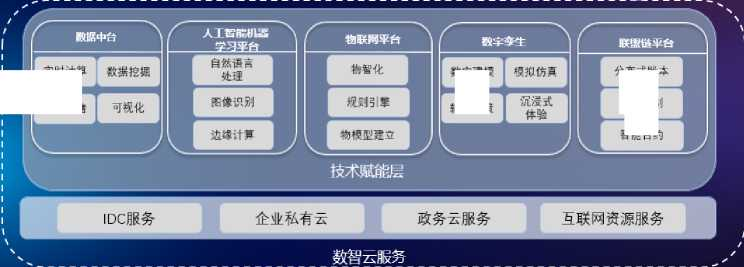 数据中台
数据挖掘
可视化
人工智能机器
学习平台
自然语言
处理
图像识别
边缘计算
物联网平台
物智化
规则引擎
物模型建立
数字孪生
模拟仿真
沉浸式
体验
联盟链平台
技术赋能层
IDC服务
企业私有云
政务云服务
互联网资源服务
数智云服务